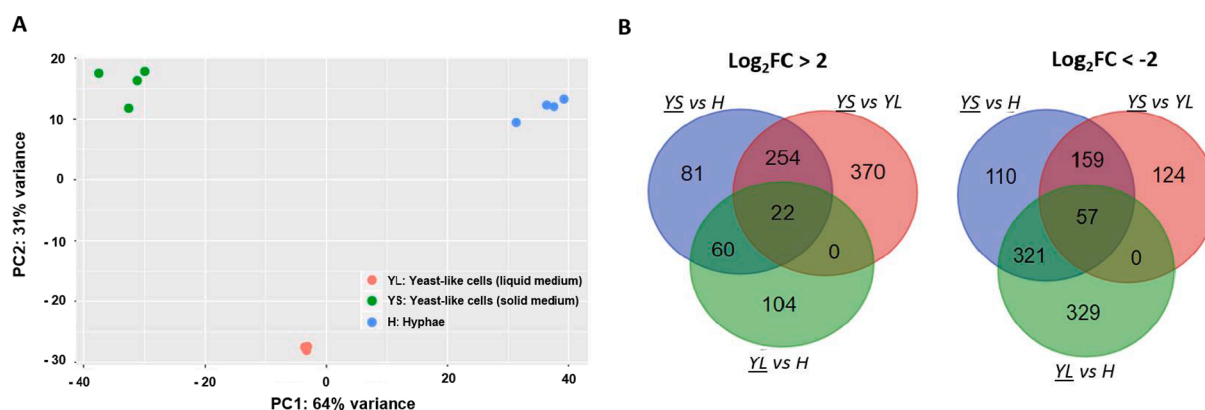 A
B
PC2: 31% variance
20
10
0
- 10
- 20
- 30
- 40
- 20
0
20
40
PC1: 64% variance
YL: Yeast-like cells (liquid medium)
YS: Yeast-like cells (solid medium)
H: Hyphae
Log₂FC > 2
YS vs H
YS vs YL
81
254
370
22
60
0
104
YL vs H
Log₂FC < -2
YS vs H
YS vs YL
110
159
124
57
321
0
329
YL vs H